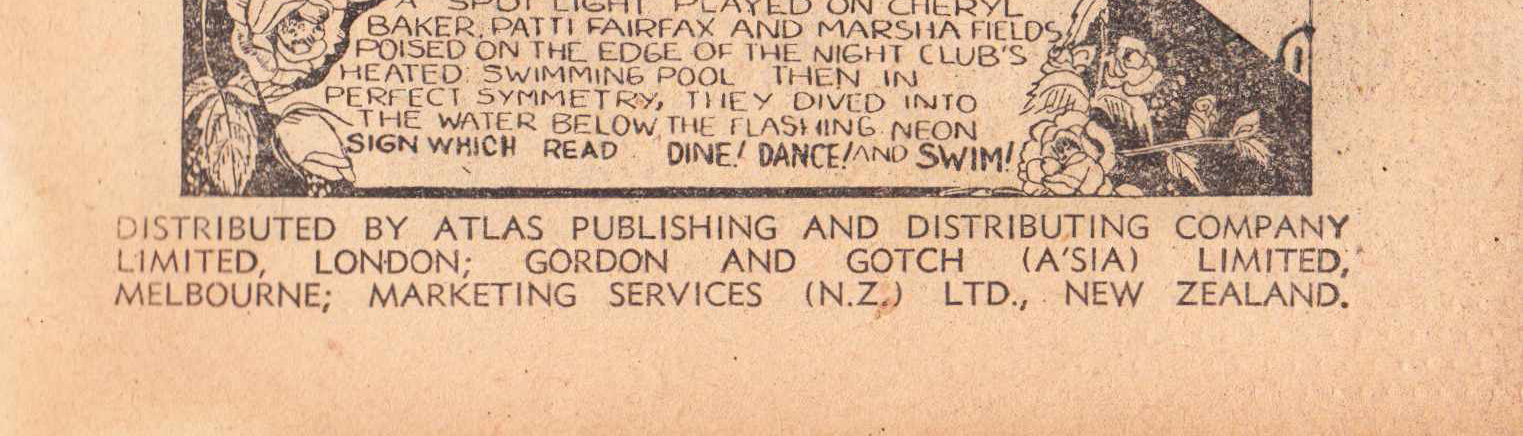 A SPOT LIGHT PLAYED ON CHERYL
BAKER, PATTI FAIRFAX AND MARSHA FIELDS,
POISED ON THE EDGE OF THE NIGHT CLUB'S
HEATED SWIMMING POOL THEN IN
PERFECT SYMMETRY, THEY DIVED INTO
THE WATER BELOW THE FLASHING NEON
SIGN WHICH READ DINE! DANCE! AND SWIM!
DISTRIBUTED BY ATLAS PUBLISHING AND DISTRIBUTING COMPANY
LIMITED, LONDON; GORDON AND GOTCH (A'SIA) LIMITED,
MELBOURNE; MARKETING SERVICES (N.Z.) LTD., NEW ZEALAND.